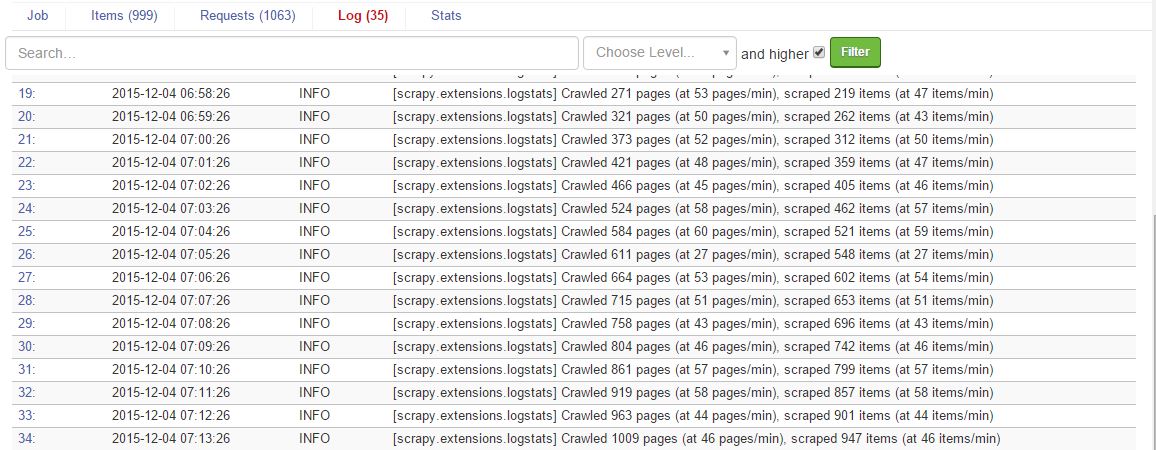 Job Items (999) Requests (1063) Log (35) Stats
Search... Choose Level... and higher Filter
19: 2015-12-04 06:58:26 INFO [scrapy.extensions.logstats] Crawled 271 pages (at 53 pages/min), scraped 219 items (at 47 items/min)
20: 2015-12-04 06:59:26 INFO [scrapy.extensions.logstats] Crawled 321 pages (at 50 pages/min), scraped 262 items (at 43 items/min)
21: 2015-12-04 07:00:26 INFO [scrapy.extensions.logstats] Crawled 373 pages (at 52 pages/min), scraped 312 items (at 50 items/min)
22: 2015-12-04 07:01:26 INFO [scrapy.extensions.logstats] Crawled 421 pages (at 48 pages/min), scraped 359 items (at 47 items/min)
23: 2015-12-04 07:02:26 INFO [scrapy.extensions.logstats] Crawled 466 pages (at 45 pages/min), scraped 405 items (at 46 items/min)
24: 2015-12-04 07:03:26 INFO [scrapy.extensions.logstats] Crawled 524 pages (at 58 pages/min), scraped 462 items (at 57 items/min)
25: 2015-12-04 07:04:26 INFO [scrapy.extensions.logstats] Crawled 584 pages (at 60 pages/min), scraped 521 items (at 59 items/min)
26: 2015-12-04 07:05:26 INFO [scrapy.extensions.logstats] Crawled 611 pages (at 27 pages/min), scraped 548 items (at 27 items/min)
27: 2015-12-04 07:06:26 INFO [scrapy.extensions.logstats] Crawled 664 pages (at 53 pages/min), scraped 602 items (at 54 items/min)
28: 2015-12-04 07:07:26 INFO [scrapy.extensions.logstats] Crawled 715 pages (at 51 pages/min), scraped 653 items (at 51 items/min)
29: 2015-12-04 07:08:26 INFO [scrapy.extensions.logstats] Crawled 758 pages (at 43 pages/min), scraped 696 items (at 43 items/min)
30: 2015-12-04 07:09:26 INFO [scrapy.extensions.logstats] Crawled 804 pages (at 46 pages/min), scraped 742 items (at 46 items/min)
31: 2015-12-04 07:10:26 INFO [scrapy.extensions.logstats] Crawled 861 pages (at 57 pages/min), scraped 799 items (at 57 items/min)
32: 2015-12-04 07:11:26 INFO [scrapy.extensions.logstats] Crawled 919 pages (at 58 pages/min), scraped 857 items (at 58 items/min)
33: 2015-12-04 07:12:26 INFO [scrapy.extensions.logstats] Crawled 963 pages (at 44 pages/min), scraped 901 items (at 44 items/min)
34: 2015-12-04 07:13:26 INFO [scrapy.extensions.logstats] Crawled 1009 pages (at 46 pages/min), scraped 947 items (at 46 items/min)